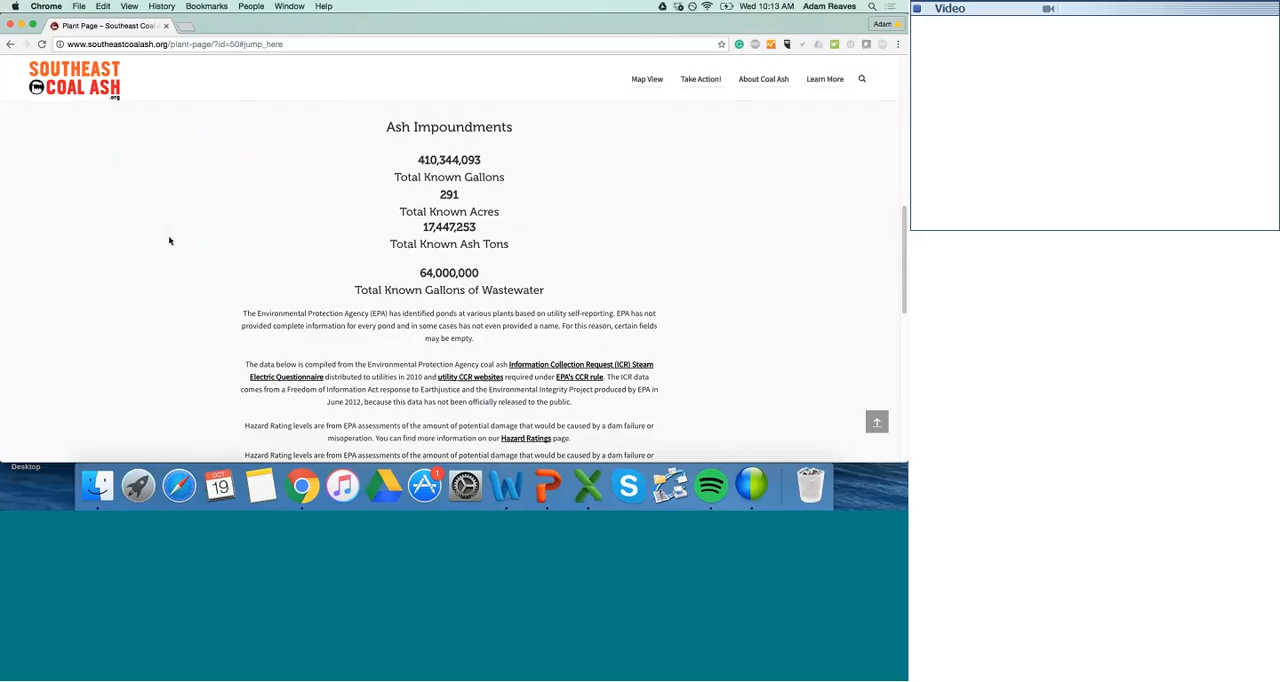 Chrome File Edit View History Bookmarks People Window Help
Wed 10:13 AM Adam Reaves
Video
Plant Page – Southeast Coal A
Adam
www.southeastcoalash.org/plant-page/?id=50#jump_here
SOUTHEAST
COAL ASH
.org
Map View Take Action! About Coal Ash Learn More
Ash Impoundments
410,344,093
Total Known Gallons
291
Total Known Acres
17,447,253
Total Known Ash Tons
64,000,000
Total Known Gallons of Wastewater
The Environmental Protection Agency (EPA) has identified ponds at various plants based on utility self-reporting. EPA has not
provided complete information for every pond and in some cases has not even provided a name. For this reason, certain fields
may be empty.
The data below is compiled from the Environmental Protection Agency coal ash Information Collection Request (ICR) Steam
Electric Questionnaire distributed to utilities in 2010 and utility CCR websites required under EPA's CCR rule. The ICR data
comes from a Freedom of Information Act response to Earthjustice and the Environmental Integrity Project produced by EPA in
June 2012, because this data has not been officially released to the public.
Hazard Rating levels are from EPA assessments of the amount of potential damage that would be caused by a dam failure or
misoperation. You can find more information on our Hazard Ratings page.
Hazard Rating levels are from EPA assessments of the amount of potential damage that would be caused by a dam failure or
Desktop
OCT
19
1